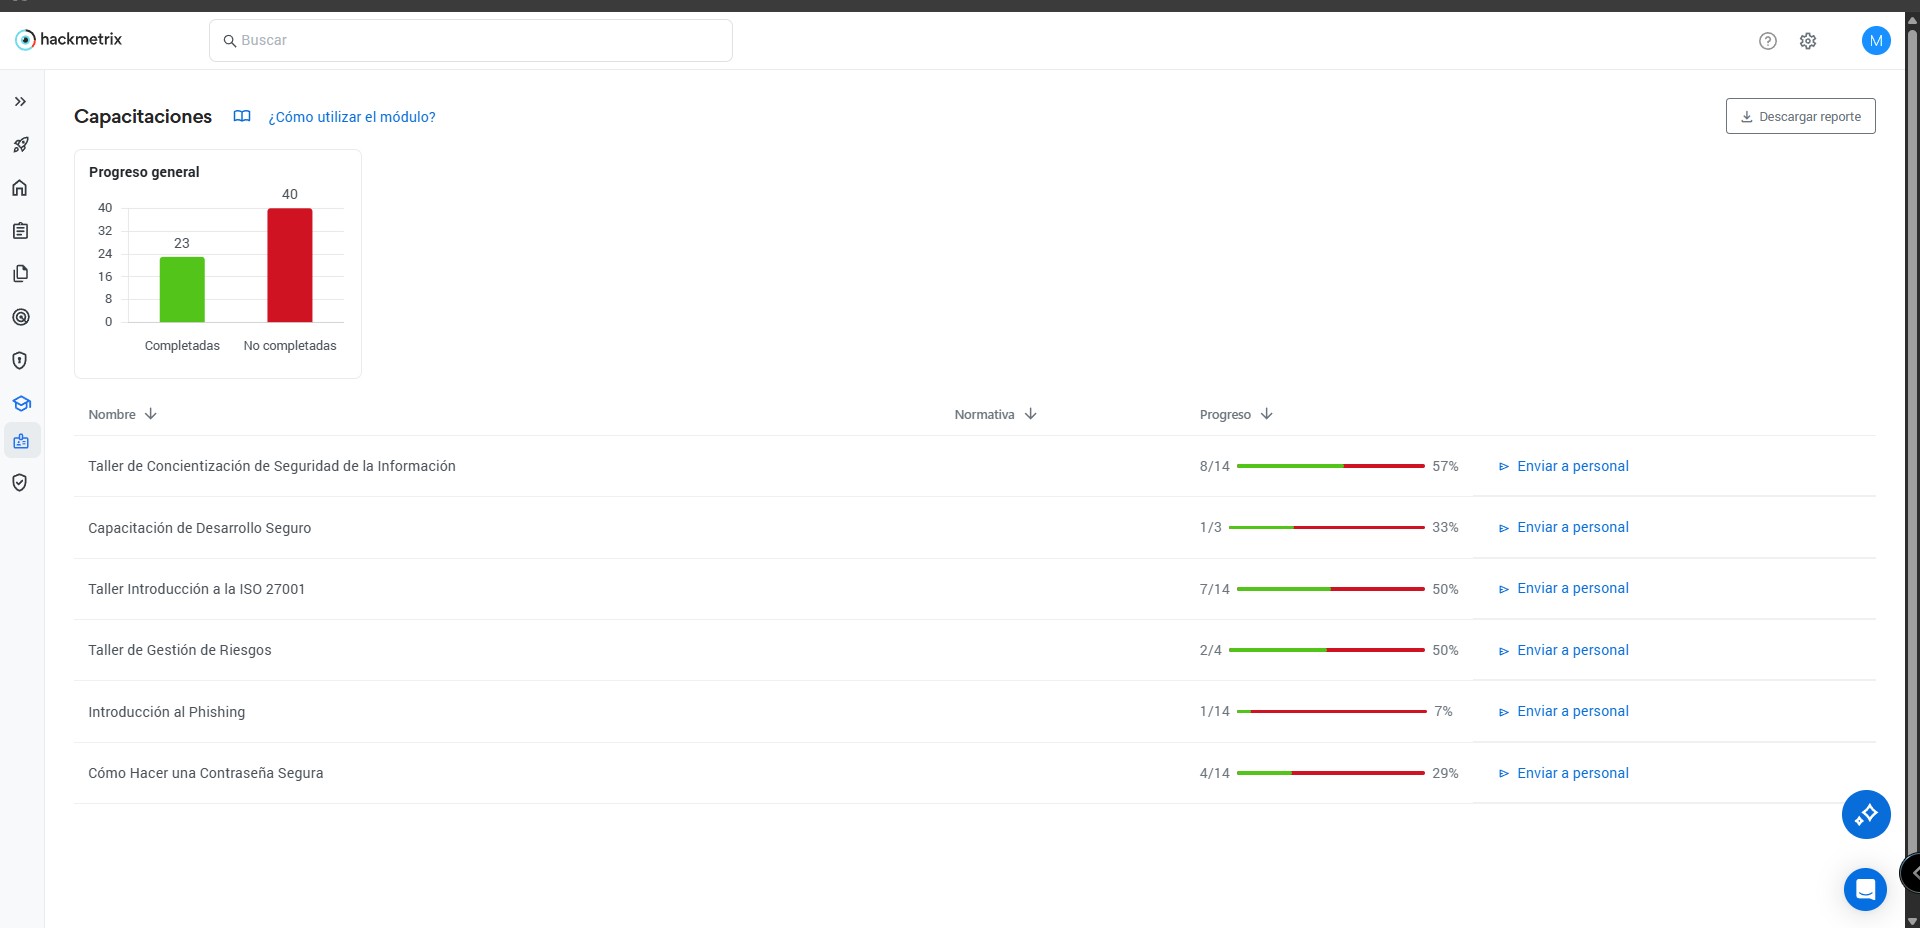 hackmetrix
Buscar
M
Capacitaciones
¿Cómo utilizar el módulo?
Descargar reporte
Progreso general
40
32
24
16
8
0
23
40
Completadas
No completadas
Nombre Normativa Progreso
Taller de Concientización de Seguridad de la Información 8/14 57% Enviar a personal
Capacitación de Desarrollo Seguro 1/3 33% Enviar a personal
Taller Introducción a la ISO 27001 7/14 50% Enviar a personal
Taller de Gestión de Riesgos 2/4 50% Enviar a personal
Introducción al Phishing 1/14 7% Enviar a personal
Cómo Hacer una Contraseña Segura 4/14 29% Enviar a personal